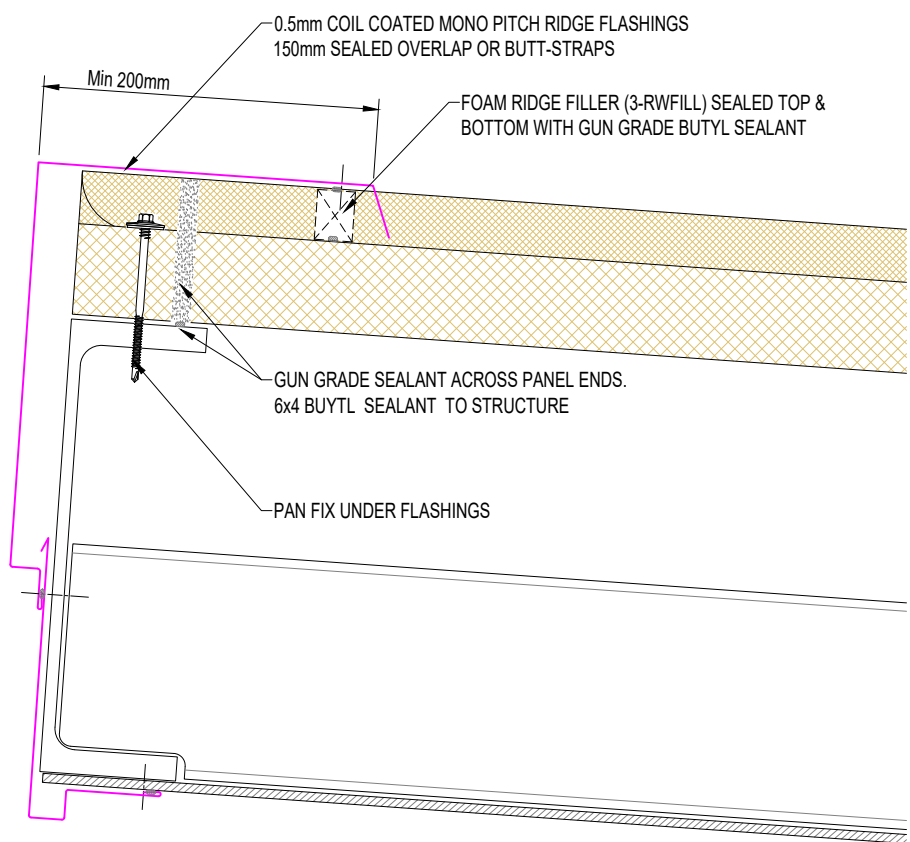 0.5mm COIL COATED MONO PITCH RIDGE FLASHINGS
150mm SEALED OVERLAP OR BUTT-STRAPS
Min 200mm
FOAM RIDGE FILLER (3-RWFILL) SEALED TOP &
BOTTOM WITH GUN GRADE BUTYL SEALANT
GUN GRADE SEALANT ACROSS PANEL ENDS.
6x4 BUYTL SEALANT TO STRUCTURE
PAN FIX UNDER FLASHINGS